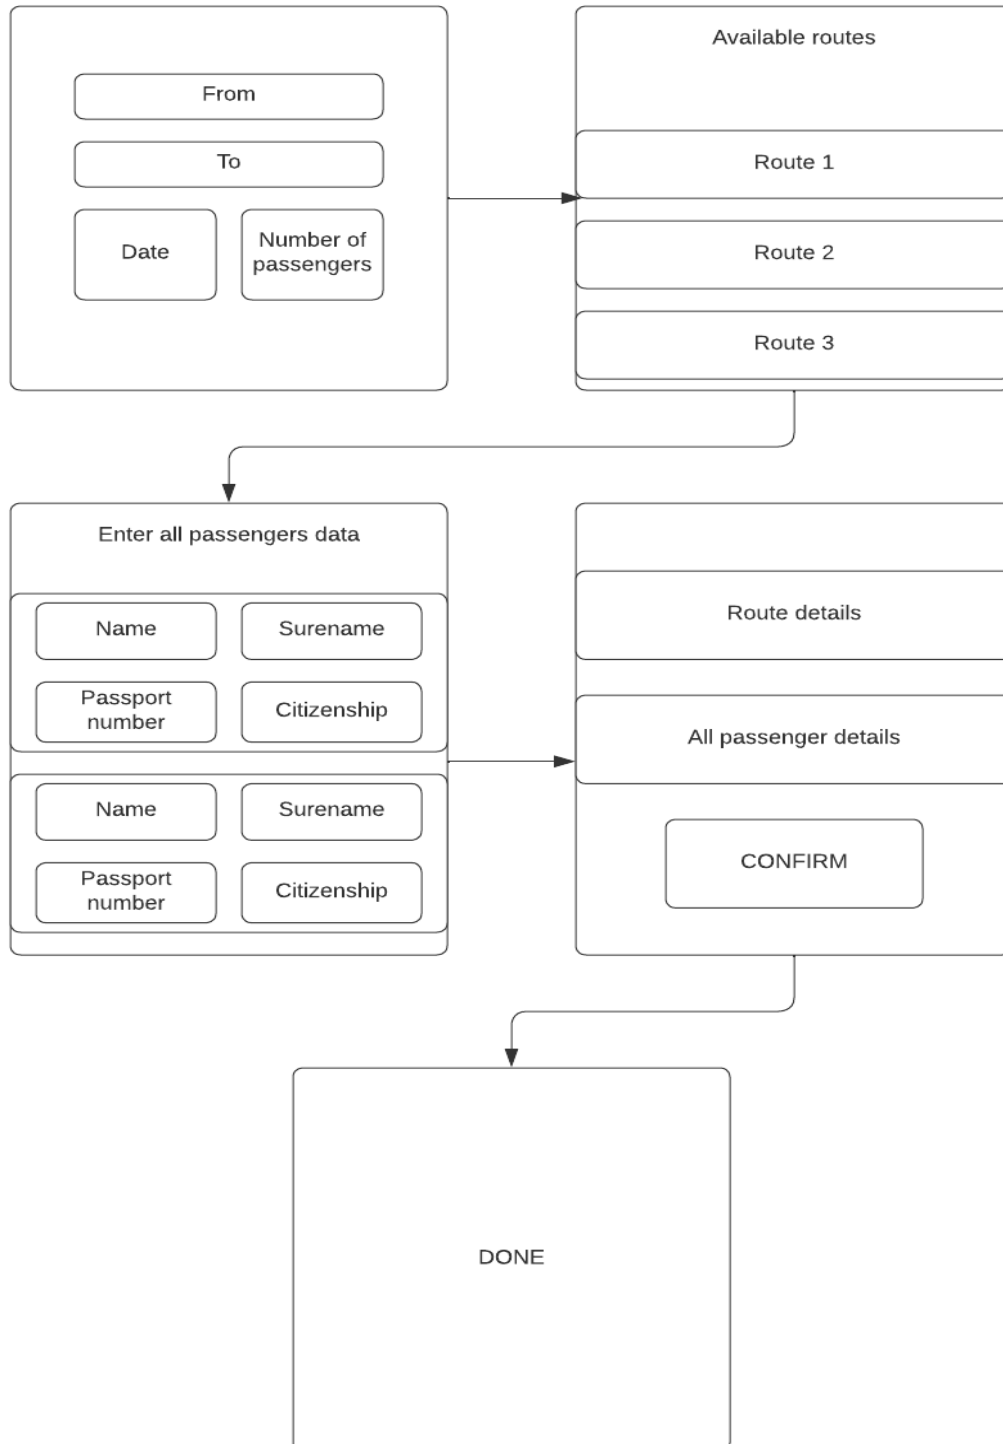 From
To
Date
Number of
passengers
Available routes
Route 1
Route 2
Route 3
Enter all passengers data
Name
Surename
Passport
number
Citizenship
Name
Surename
Passport
number
Citizenship
Route details
All passenger details
CONFIRM
DONE